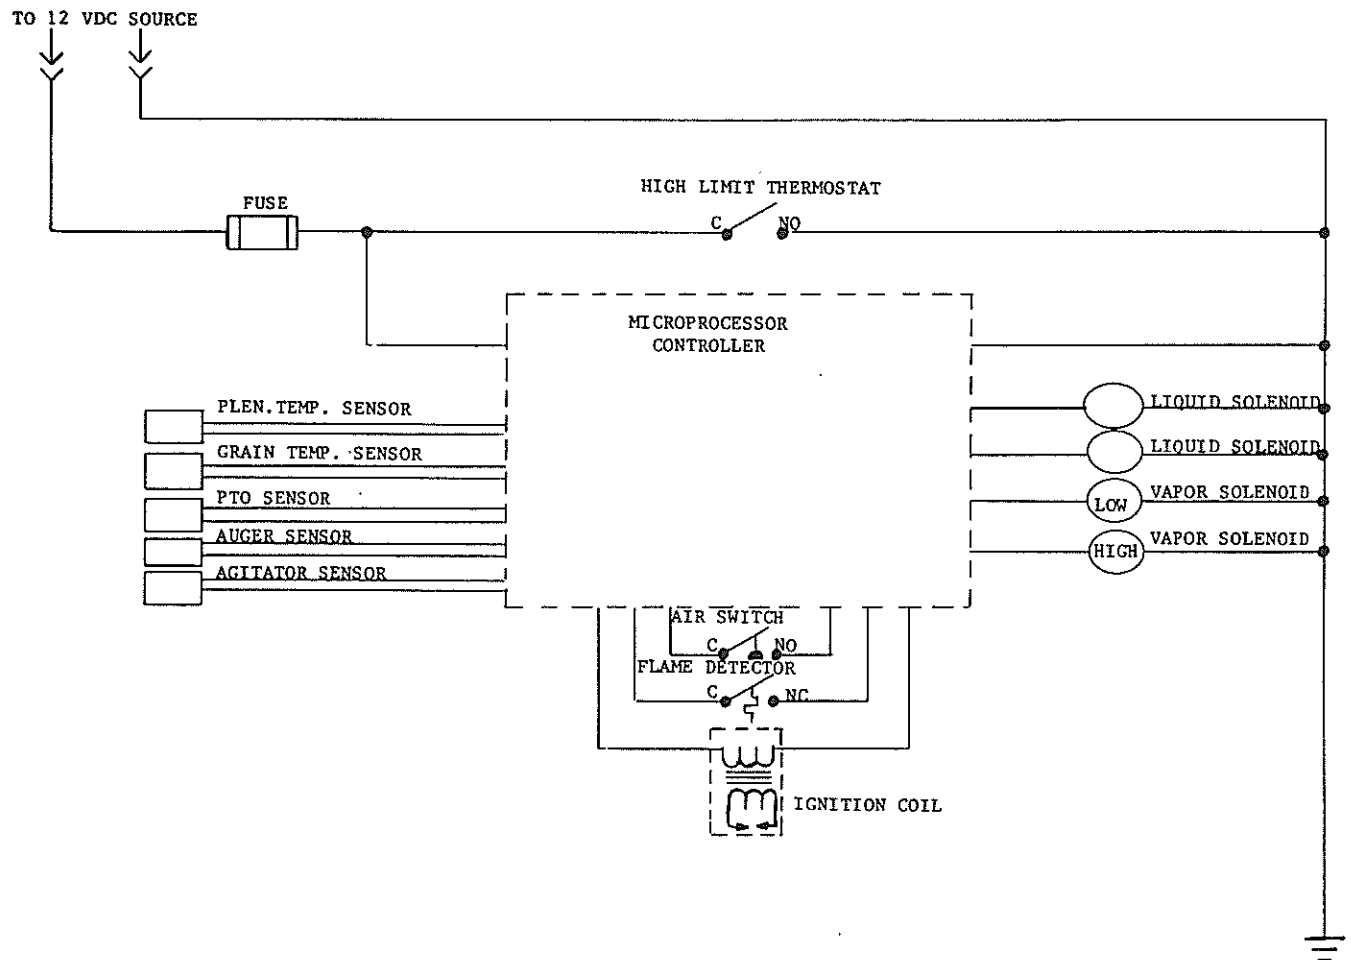 TO 12 VDC SOURCE
HIGH LIMIT THERMOSTAT
FUSE
C NO
MICROPROCESSOR
CONTROLLER
PLEN.TEMP. SENSOR
LIQUID SOLENOID
GRAIN TEMP. SENSOR
LIQUID SOLENOID
PTO SENSOR
LOW
VAPOR SOLENOID
AUGER SENSOR
HIGH
VAPOR SOLENOID
AGITATOR SENSOR
AIR SWITCH
C NO
FLAME DETECTOR
C NC
IGNITION COIL